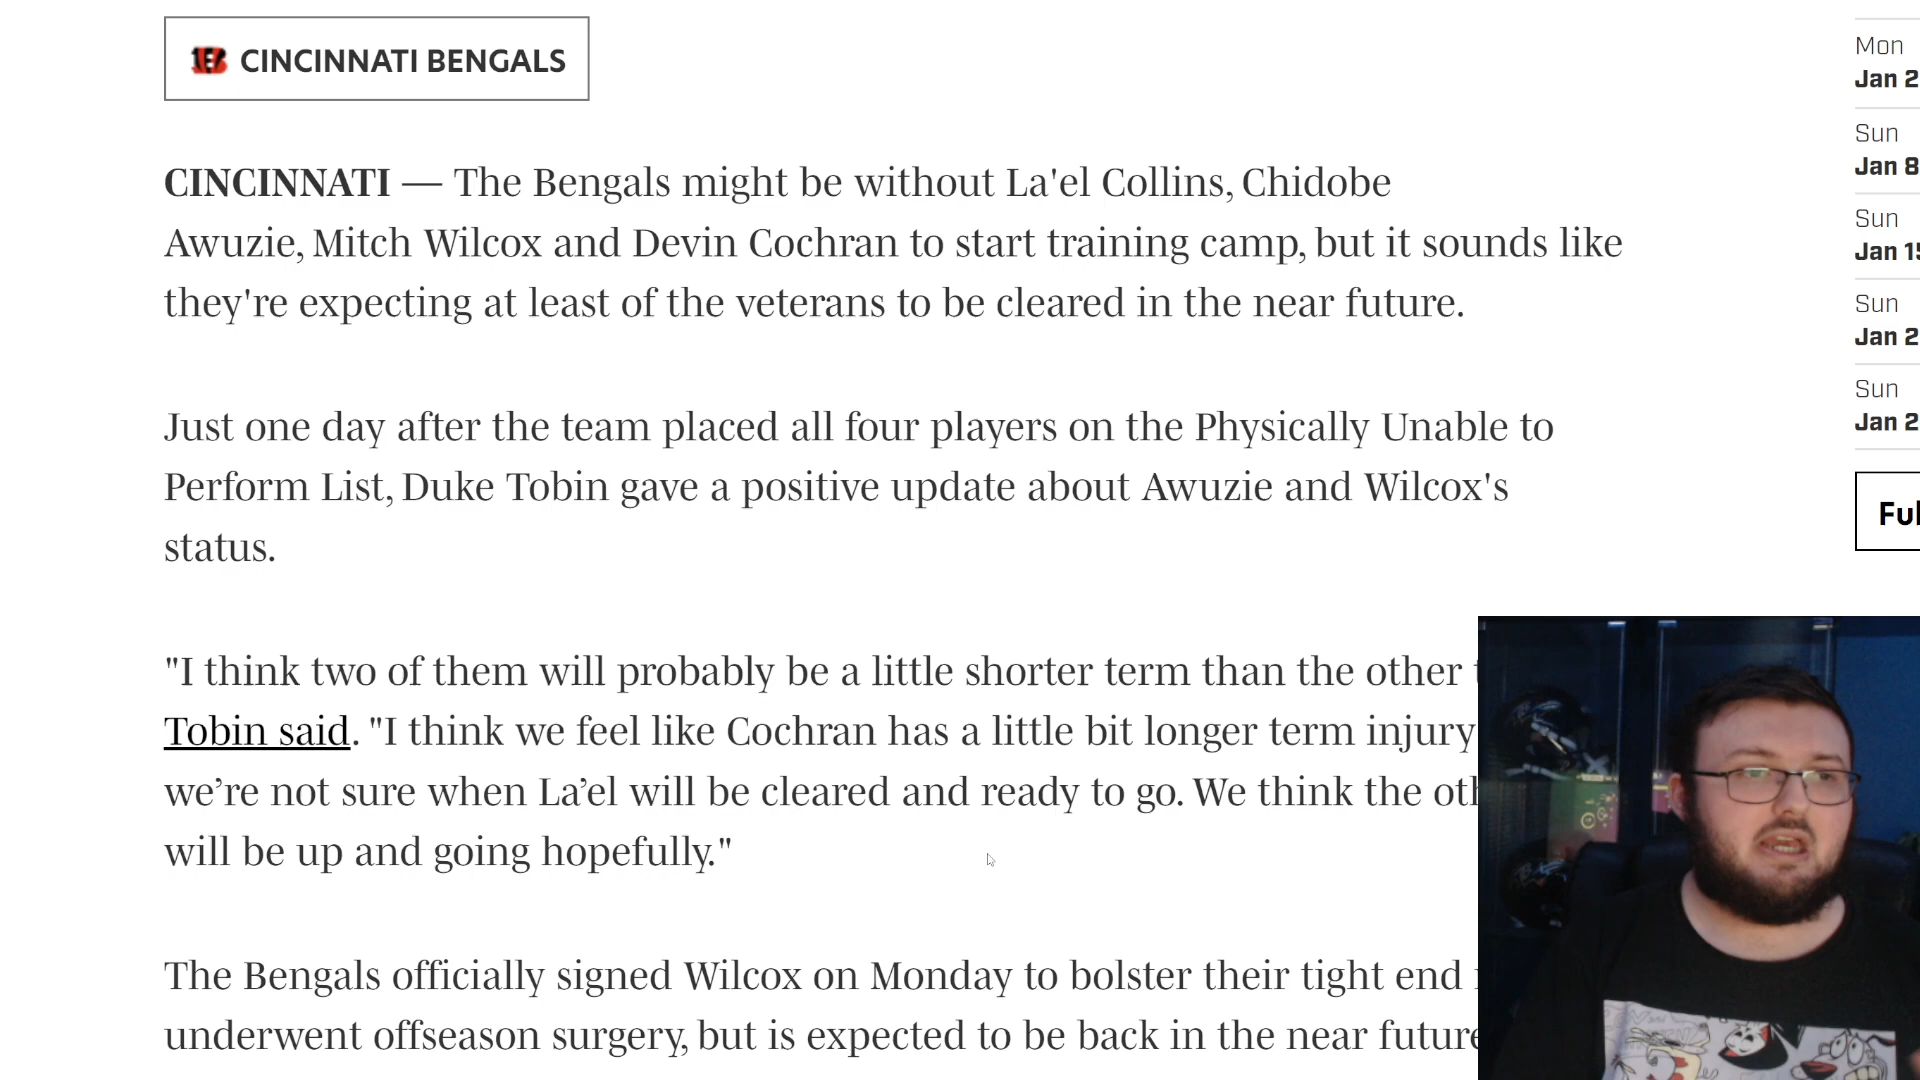 CINCINNATI BENGALS
CINCINNATI — The Bengals might be without La'el Collins, Chidobe
Awuzie, Mitch Wilcox and Devin Cochran to start training camp, but it sounds like
they're expecting at least of the veterans to be cleared in the near future.
Just one day after the team placed all four players on the Physically Unable to
Perform List, Duke Tobin gave a positive update about Awuzie and Wilcox's
status.
"I think two of them will probably be a little shorter term than the other
Tobin said. "I think we feel like Cochran has a little bit longer term injury
we’re not sure when La’el will be cleared and ready to go. We think the
will be up and going hopefully."
The Bengals officially signed Wilcox on Monday to bolster their tight end
underwent offseason surgery, but is expected to be back in the near future
Mon
Jan 2
Sun
Jan 8
Sun
Jan 15
Sun
Jan 2
Sun
Jan 2